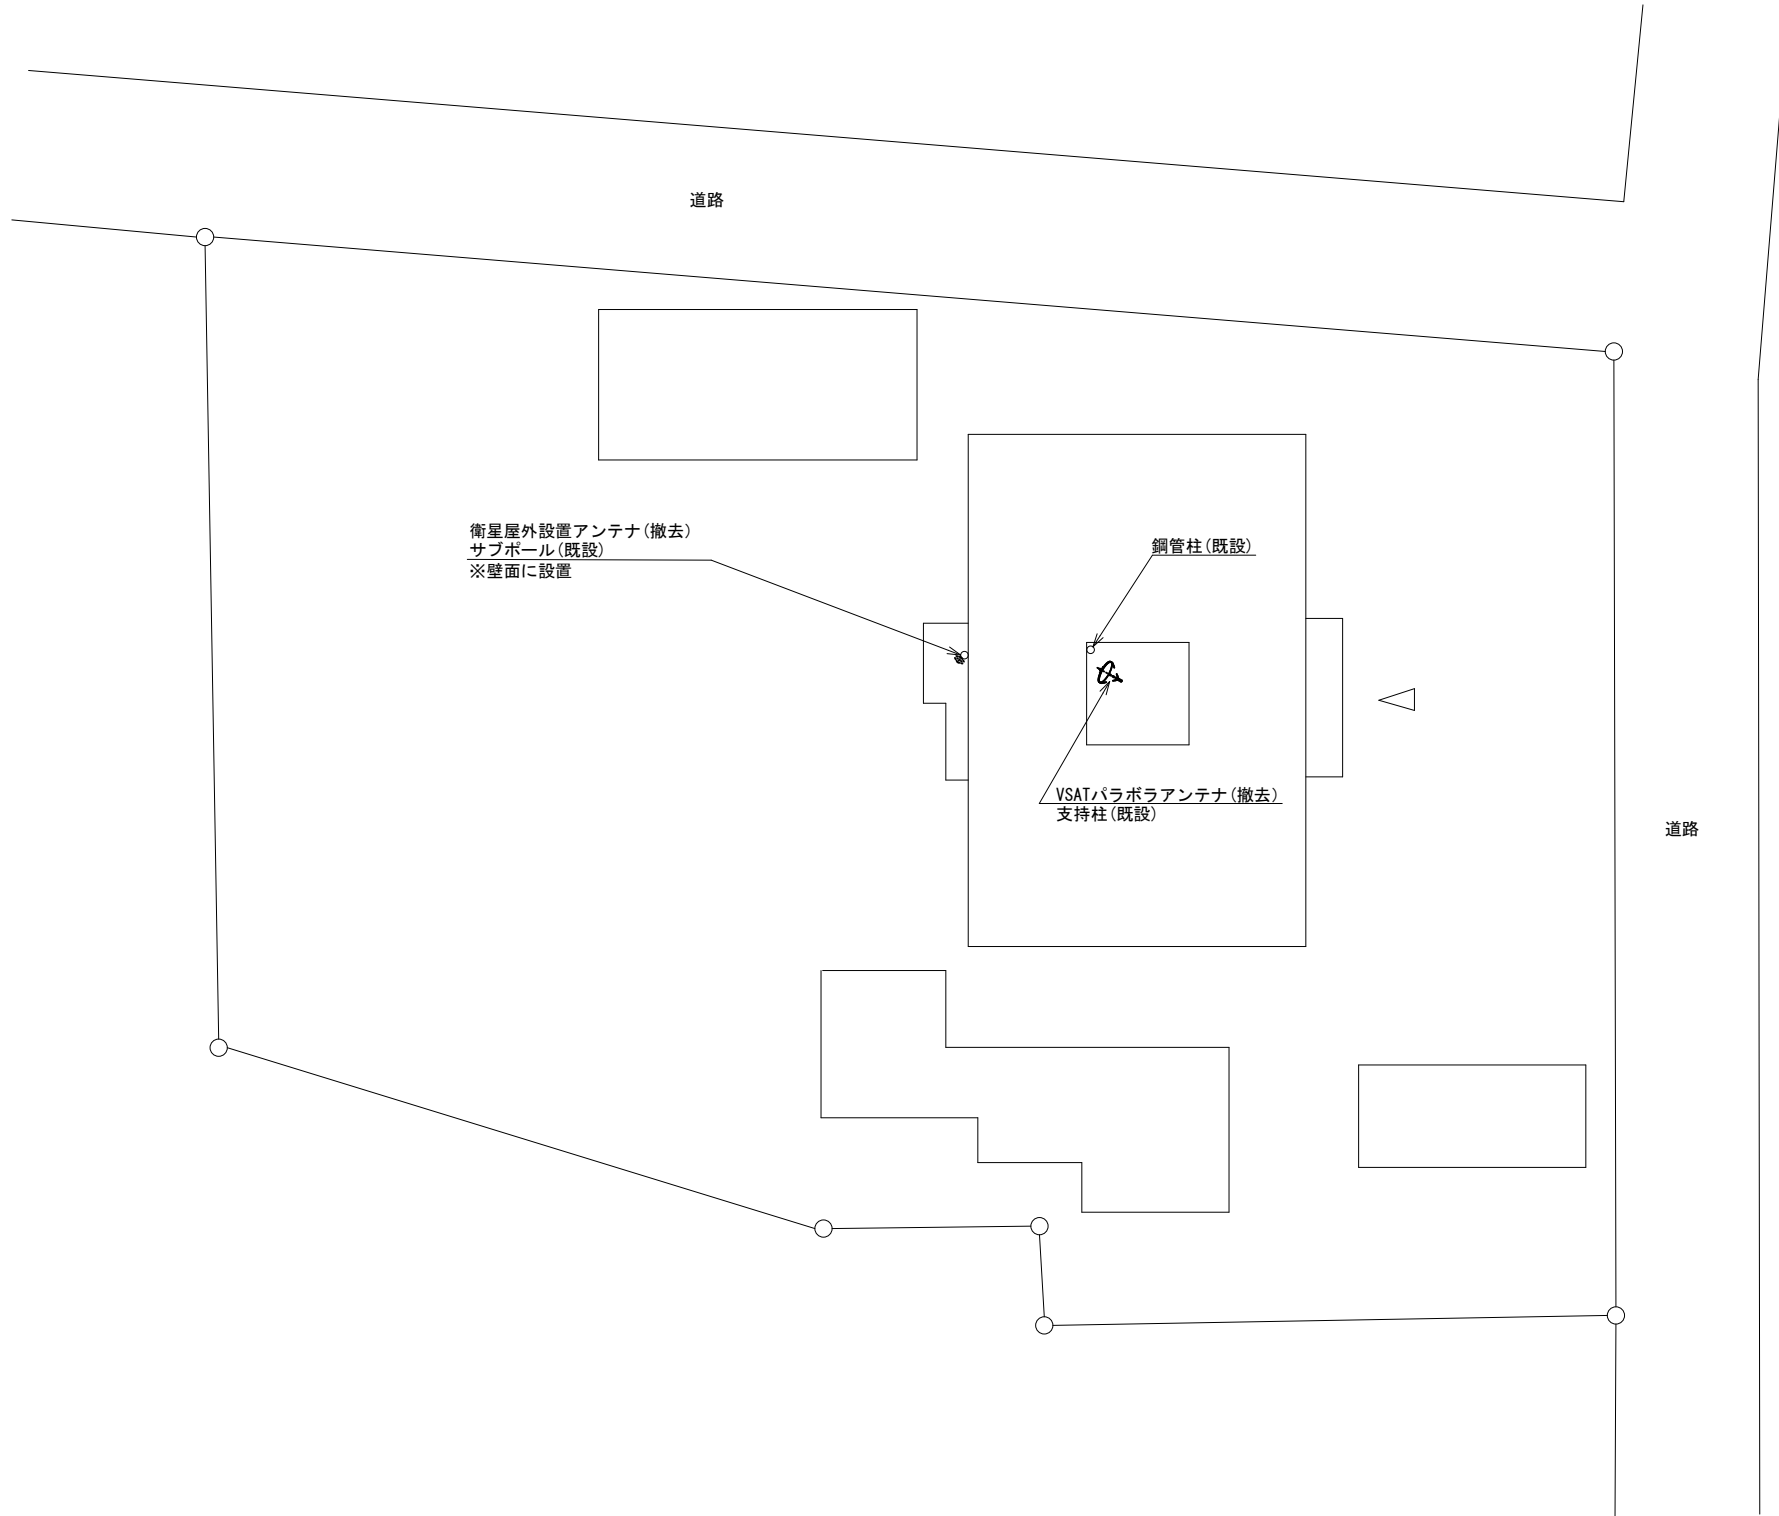 道路
衛星屋外設置アンテナ(撤去)
サブポール(既設)
※壁面に設置
鋼管柱(既設)
VSATパラボラアンテナ(撤去)
支持柱(既設)
道路